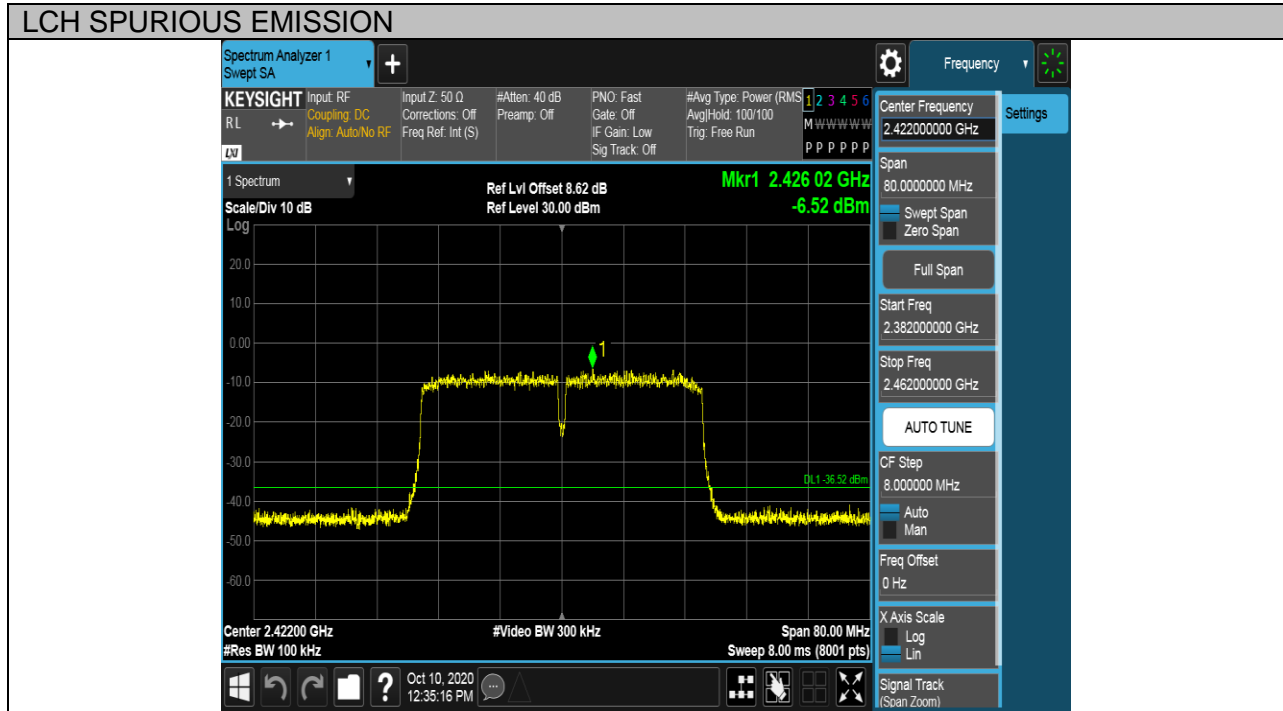 LCH SPURIOUS EMISSION
Spectrum Analyzer 1
Swept SA
+
Frequency
KEYSIGHT
RL
LXI
Input: RF
Coupling: DC
Align: Auto/No RF
Input Z: 50 Ω
Corrections: Off
Freq Ref: Int (S)
#Atten: 40 dB
Preamp: Off
PNO: Fast
Gate: Off
IF Gain: Low
Sig Track: Off
#Avg Type: Power (RMS
Avg|Hold: 100/100
Trig: Free Run
1 2 3 4 5 6
M W W W W W
P P P P P P
Center Frequency
2.422000000 GHz
Settings
1 Spectrum
Scale/Div 10 dB
Log
Ref Lvl Offset 8.62 dB
Ref Level 30.00 dBm
Mkr1 2.426 02 GHz
-6.52 dBm
20.0
10.0
0.00
-10.0
-20.0
-30.0
-40.0
-50.0
-60.0
1
DL1 -36.52 dBm
Center 2.42200 GHz
#Res BW 100 kHz
#Video BW 300 kHz
Span 80.00 MHz
Sweep 8.00 ms (8001 pts)
Span
80.0000000 MHz
Swept Span
Zero Span
Full Span
Start Freq
2.382000000 GHz
Stop Freq
2.462000000 GHz
AUTO TUNE
CF Step
8.000000 MHz
Auto
Man
Freq Offset
0 Hz
X Axis Scale
Log
Lin
Signal Track
(Span Zoom)
?
Oct 10, 2020
12:35:16 PM